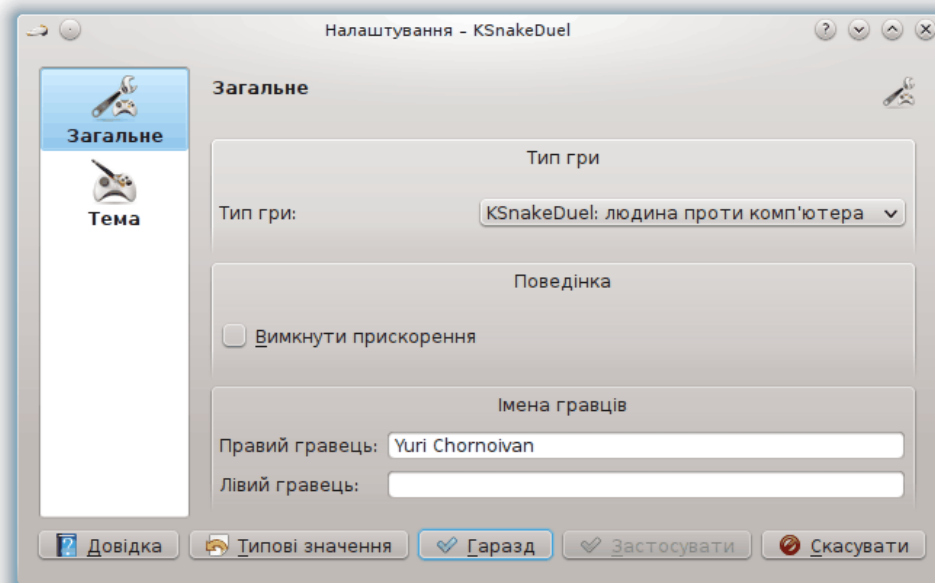 Налаштування – KSnakeDuel
Загальне
Тема
Загальне
Тип гри
Тип гри:
KSnakeDuel: людина проти комп'ютера
Поведінка
Вимкнути прискорення
Імена гравців
Правий гравець: Yuri Chornoivan
Лівий гравець:
Довідка
Типові значення
Гаразд
Застосувати
Скасувати